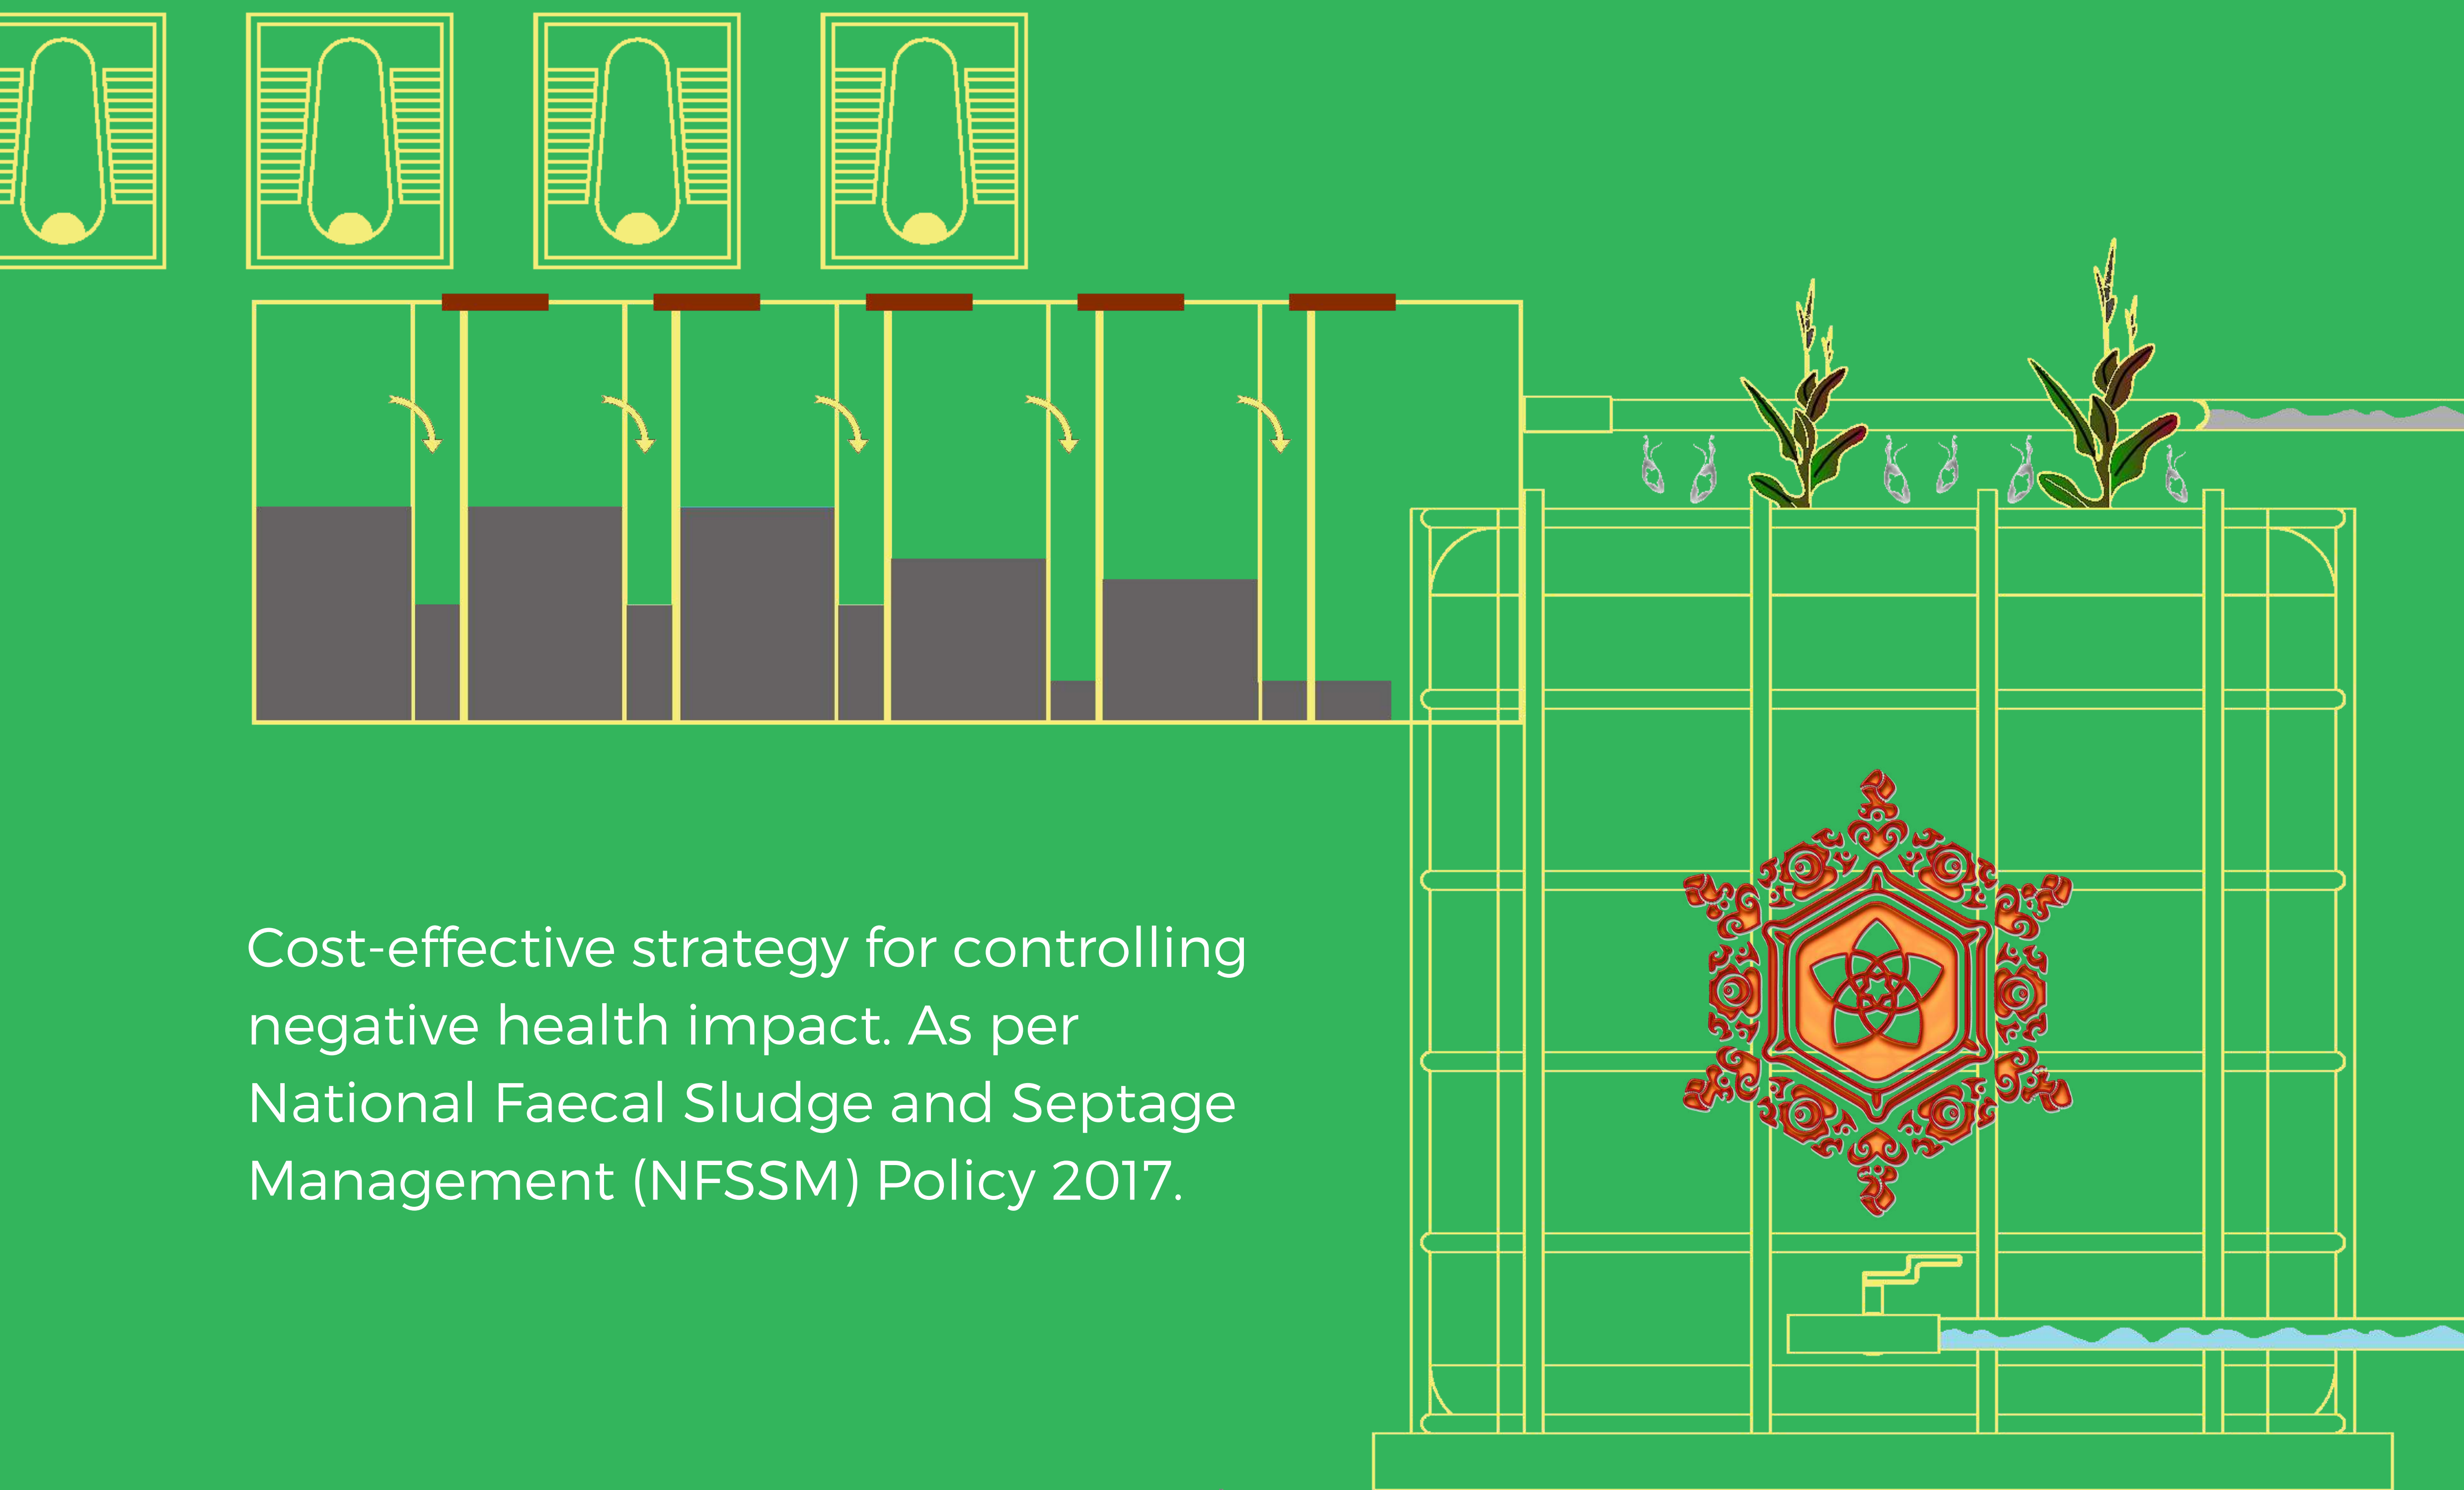 Cost-effective strategy for controlling
negative health impact. As per
National Faecal Sludge and Septage
Management (NFSSM) Policy 2017.